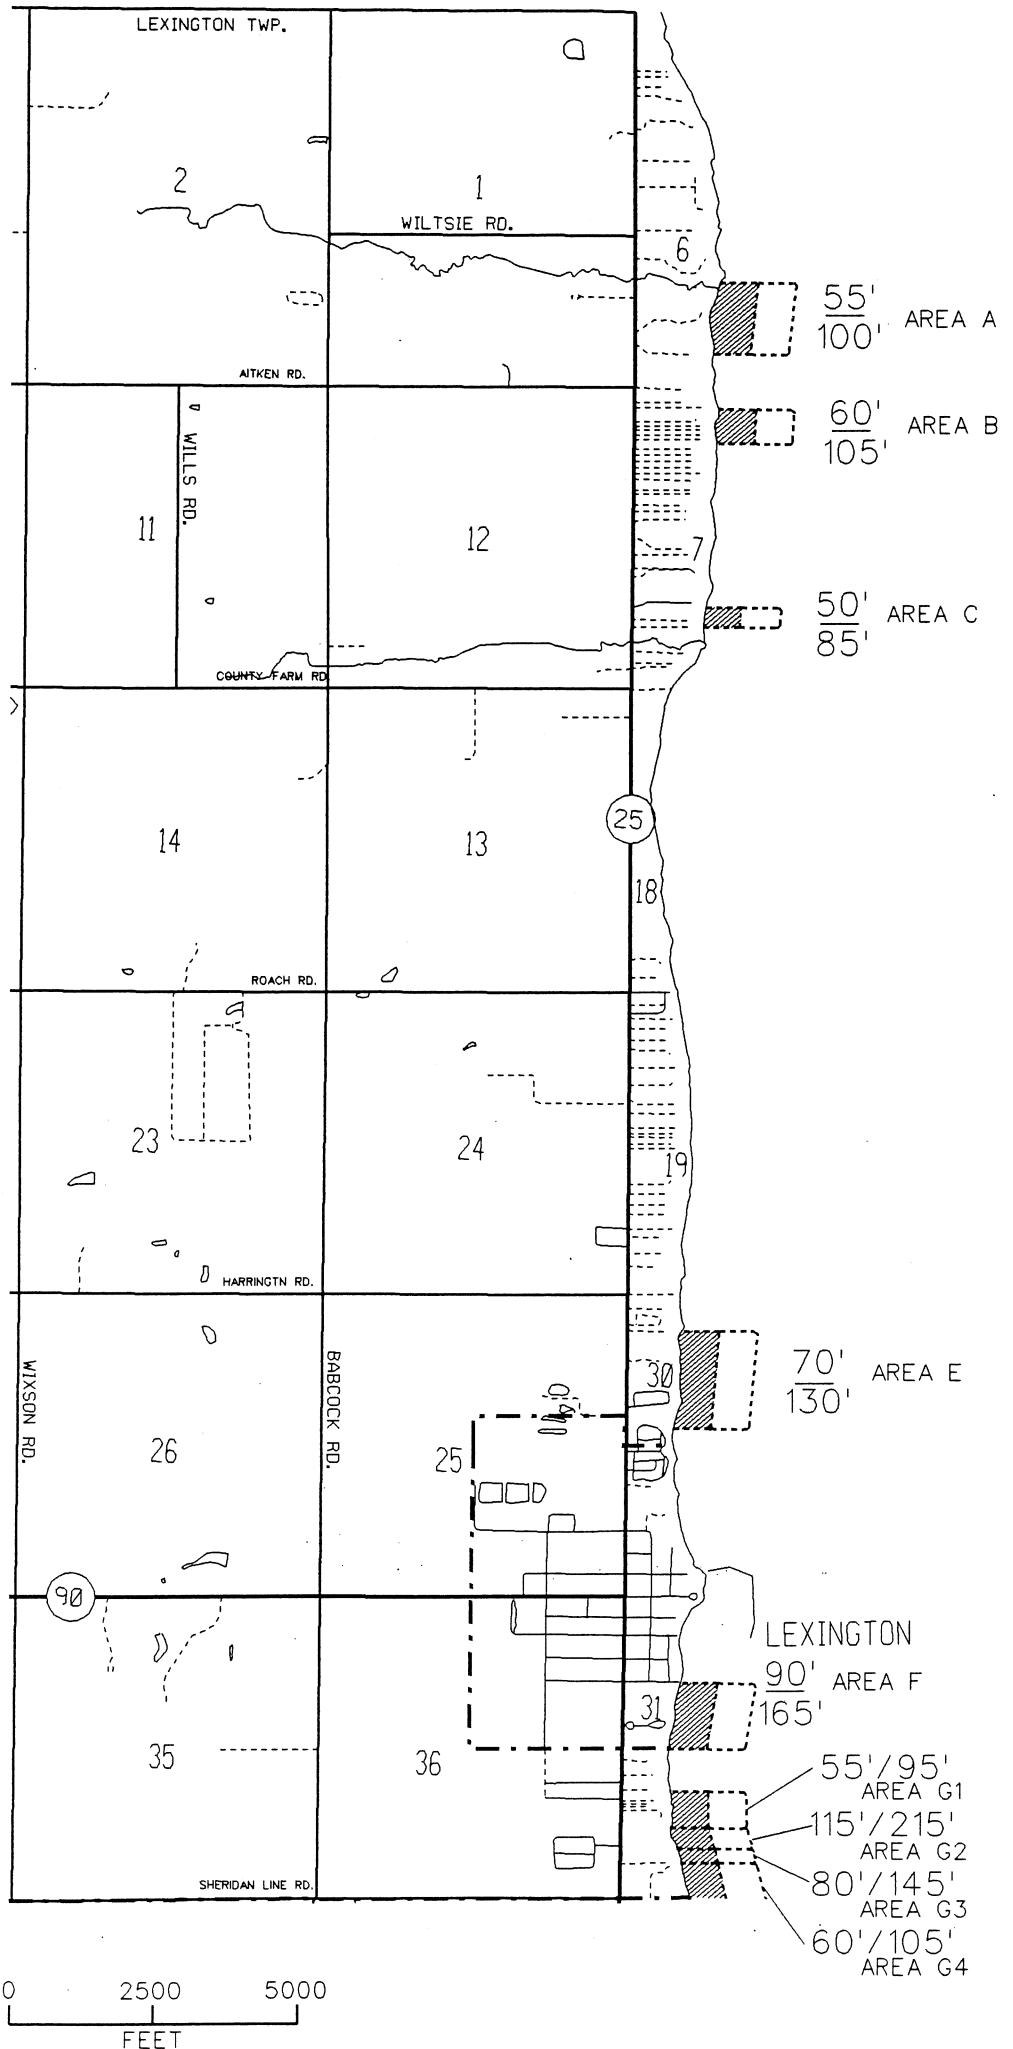 LEXINGTON TWP.
2
1
WILTSIE RD.
6
55'
100'
AREA A
AITKEN RD.
60'
105'
AREA B
WILLS RD.
11
12
7
50'
85'
AREA C
COUNTY FARM RD
25
14
13
18
ROACH RD.
23
24
19
HARRINGTN RD.
WIXSON RD.
BABCOCK RD.
30
70'
130'
AREA E
26
25
90
LEXINGTON
90'
165'
AREA F
31
35
36
55'/95'
AREA G1
115'/215'
AREA G2
80'/145'
AREA G3
60'/105'
AREA G4
SHERIDAN LINE RD.
0 2500 5000
FEET